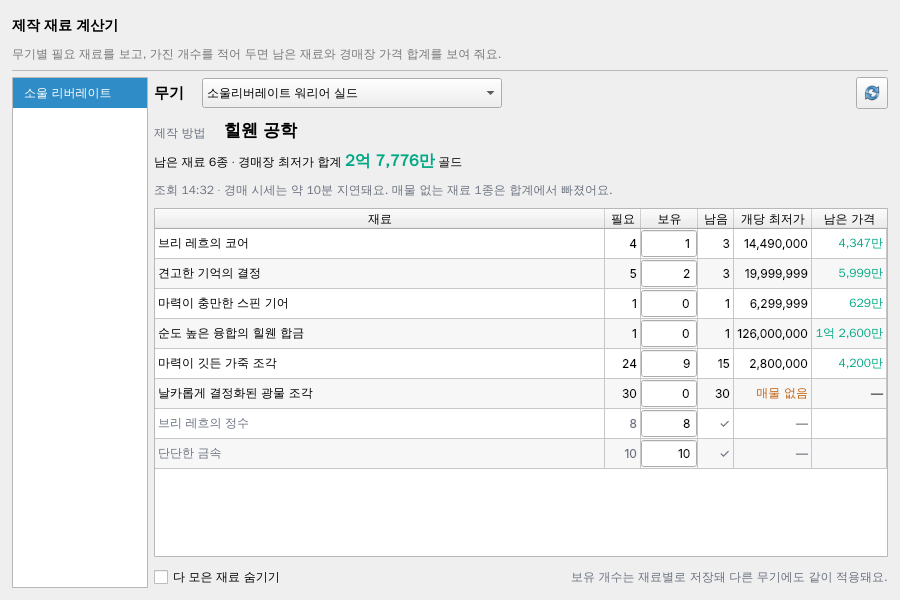 제작 재료 계산기
무기별 필요 재료를 보고, 가진 개수를 적어 두면 남은 재료와 경매장 가격 합계를 보여 줘요.
소울 리버레이트
무기 소울리버레이트 워리어 실드
제작 방법 힐웬 공학
남은 재료 6종 · 경매장 최저가 합계 2억 7,776만 골드
조회 14:32 · 경매 시세는 약 10분 지연돼요. 매물 없는 재료 1종은 합계에서 빠졌어요.
재료 필요 보유 남음 개당 최저가 남은 가격
브리 레흐의 코어 4 1 3 14,490,000 4,347만
견고한 기억의 결정 5 2 3 19,999,999 5,999만
마력이 충만한 스핀 기어 1 0 1 6,299,999 629만
순도 높은 융합의 힐웬 합금 1 0 1 126,000,000 1억 2,600만
마력이 깃든 가죽 조각 24 9 15 2,800,000 4,200만
날카롭게 결정화된 광물 조각 30 0 30 매물 없음 —
브리 레흐의 정수 8 8 ✓ —
단단한 금속 10 10 ✓ —
다 모은 재료 숨기기
보유 개수는 재료별로 저장돼 다른 무기에도 같이 적용돼요.